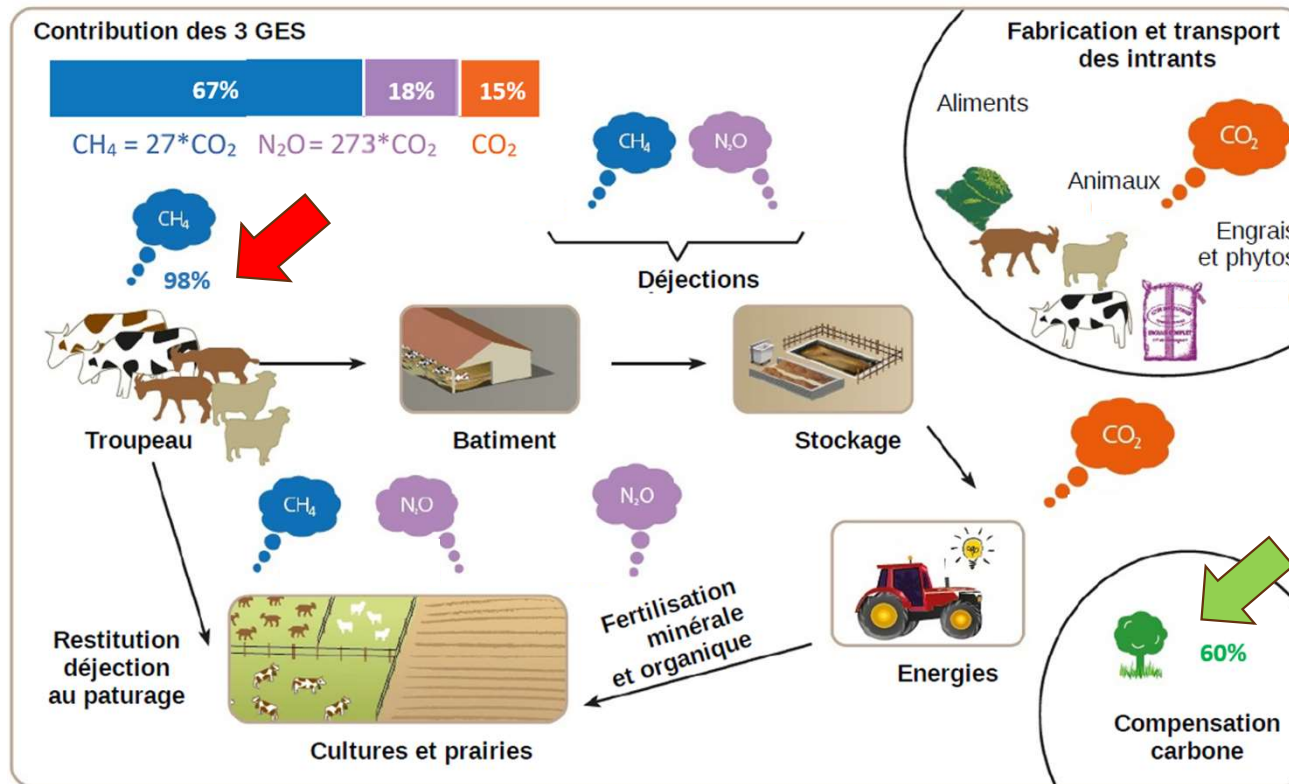 Contribution des 3 GES
67%
18%
15%
CH₄ = 27*CO₂
N₂O = 273*CO₂
CO₂
CH₄
N₂O
Déjections
Fabrication et transport
des intrants
Aliments
CO₂
Animaux
Engrais
et phytos
CH₄
98%
Troupeau
Batiment
Stockage
CO₂
CH₄
N₂O
N₂O
Restitution
déjection
au paturage
Fertilisation
minérale
et organique
Energies
Cultures et prairies
60%
Compensation
carbone